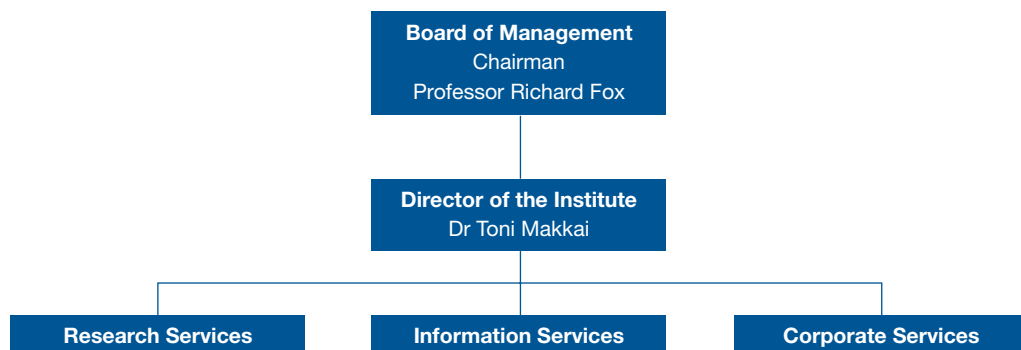 Board of Management
Chairman
Professor Richard Fox
Director of the Institute
Dr Toni Makkai
Research Services
Information Services
Corporate Services